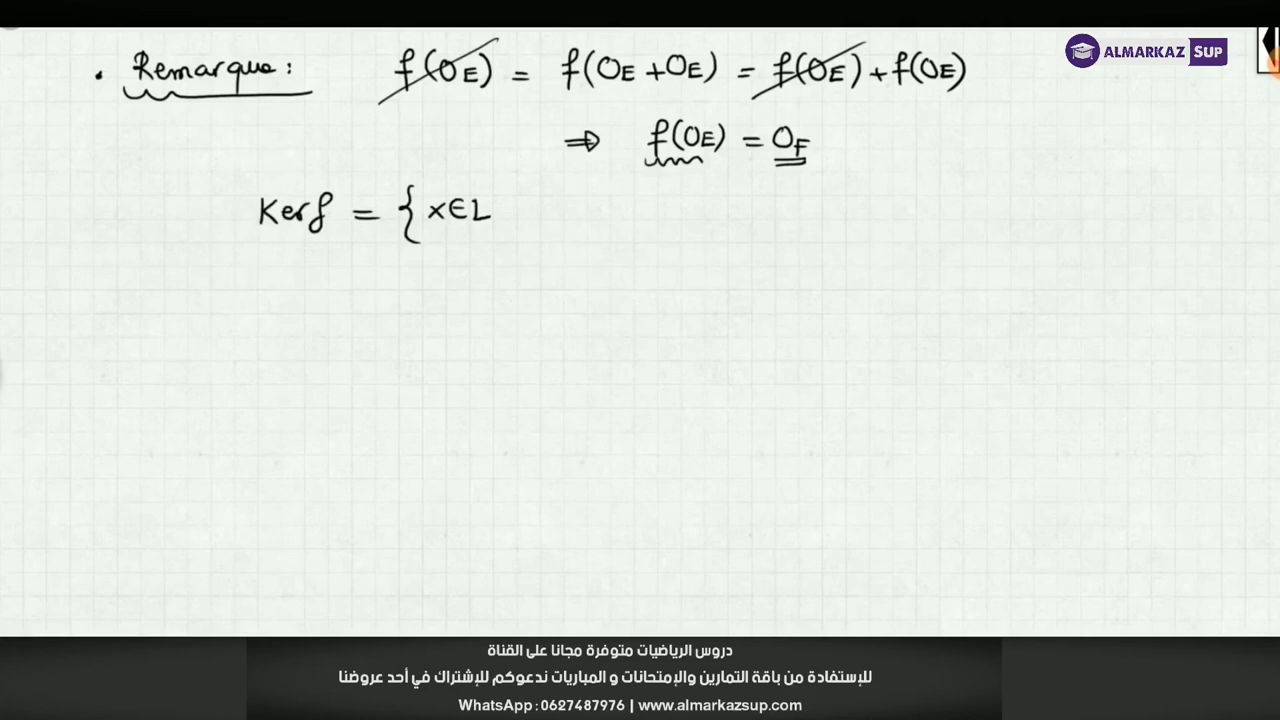 ALMARKAZ SUP
. Remarque : f(0E) = f(0E + 0E) = f(0E) + f(0E)
⇒ f(0E) = 0F
Ker f = { x ∈ L
دروس الرياضيات متوفرة مجانا على القناة
للإستفادة من باقة التمارين والإمتحانات و المباريات ندعوكم للإشتراك في أحد عروضنا
WhatsApp : 0627487976 | www.almarkazsup.com